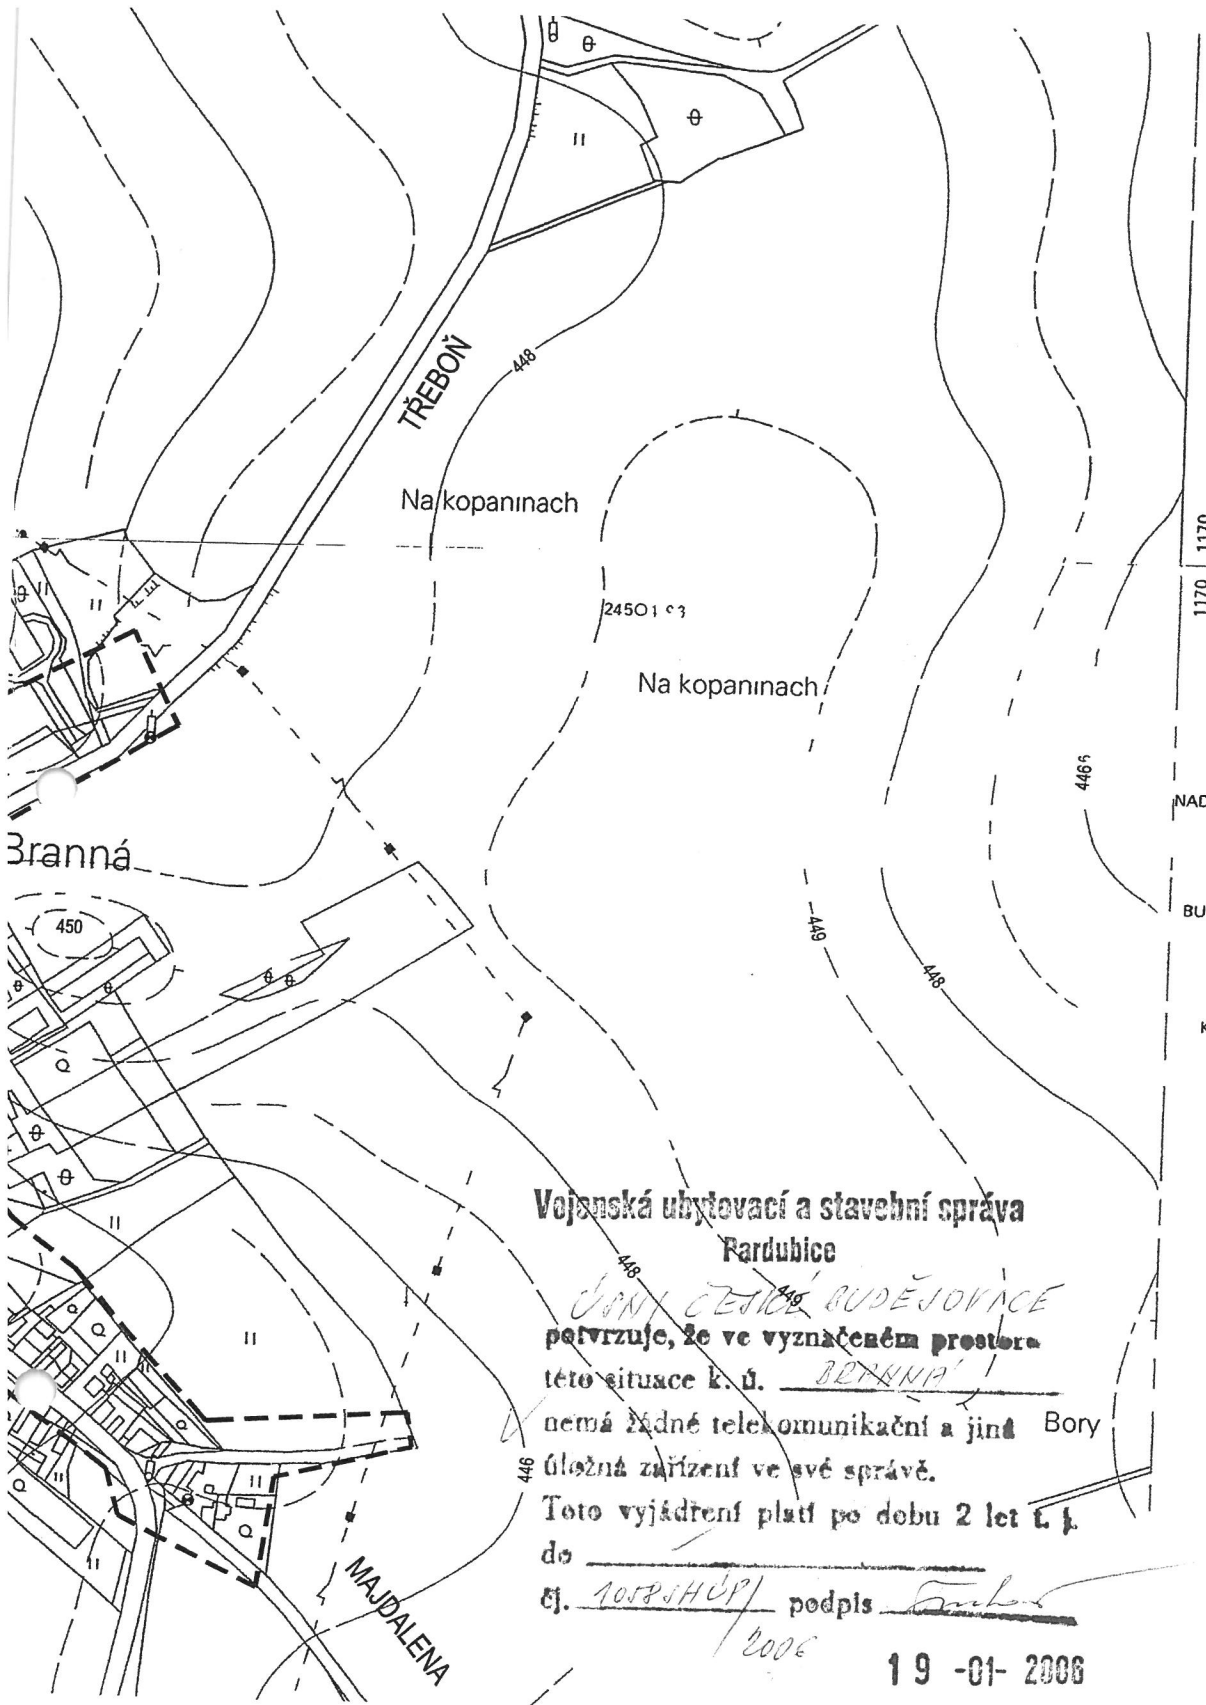 448
TŘEBOŇ
Na kopaninach
1170
1170
Na kopaninach
4466
NAD
Branná
BU
450
449
448
K
Vojenská ubytovací a stavební správa
Pardubice
448
449
ČESKÉ BUDĚJOVICE
potvrzuje, že ve vyznačeném prostoru
této situace k. ú. BRANNÁ
nemá žádné telekomunikační a jiná
Bory
446
úložná zařízení ve své správě.
Toto vyjádření platí po dobu 2 let t. j.
do
čj. podpis
2006
MAJDALENA
19 -01- 2006